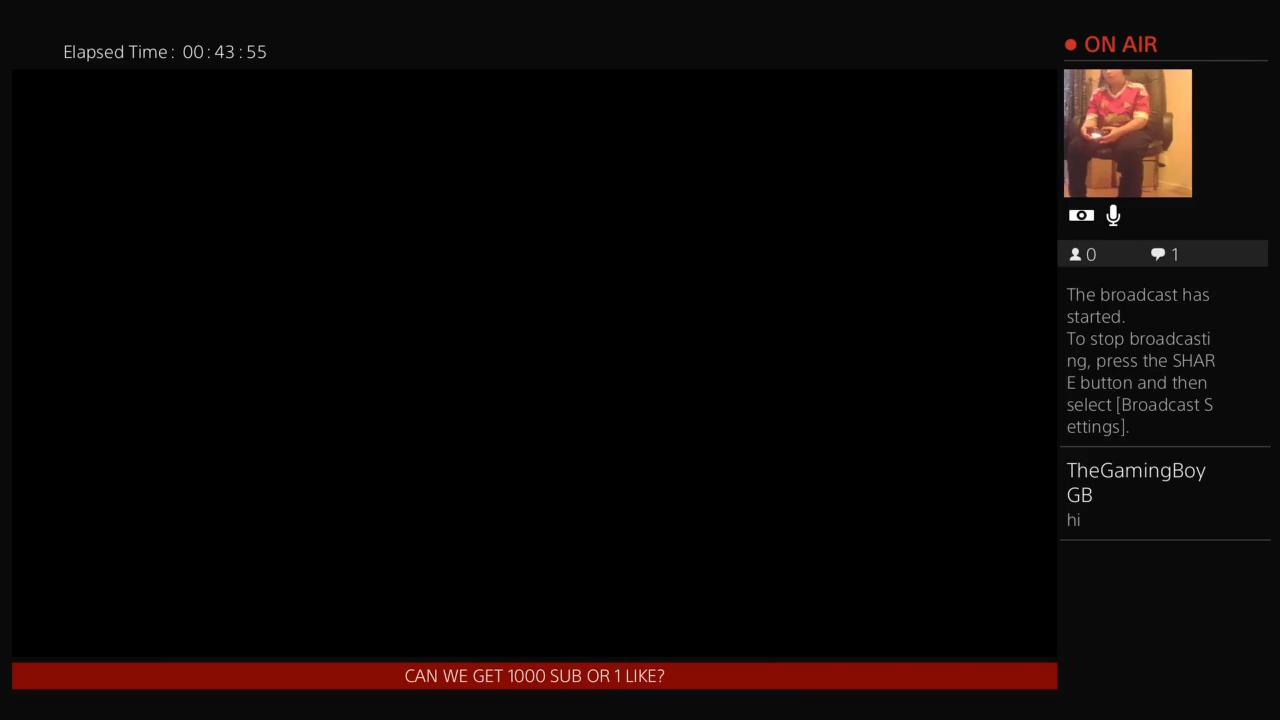 Elapsed Time: 00:43:55
ON AIR
0 1
The broadcast has
started.
To stop broadcasti
ng, press the SHAR
E button and then
select [Broadcast S
ettings].
TheGamingBoy
GB
hi
CAN WE GET 1000 SUB OR 1 LIKE?